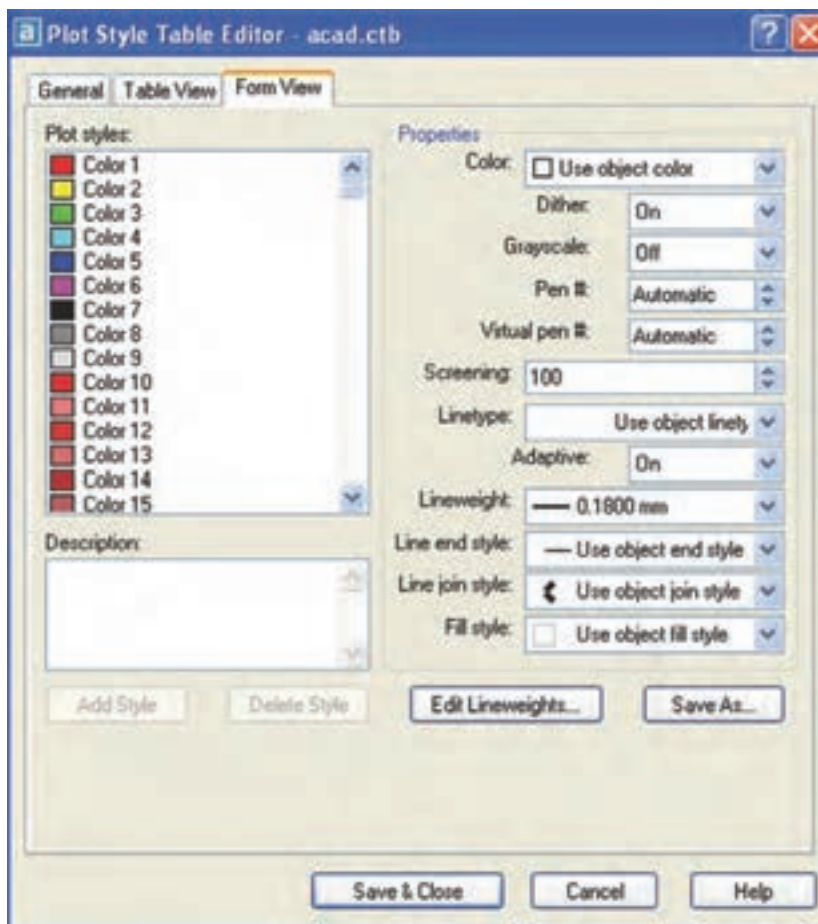 Plot Style Table Editor - acad.ctb
General
Table View
Form View
Plot styles:
Color 1
Color 2
Color 3
Color 4
Color 5
Color 6
Color 7
Color 8
Color 9
Color 10
Color 11
Color 12
Color 13
Color 14
Color 15
Description:
Add Style
Delete Style
Properties
Color: Use object color
Dither: On
Grayscale: Off
Pen #: Automatic
Virtual pen #: Automatic
Screening: 100
Linetype: Use object linety
Adaptive: On
Lineweight: 0.1800 mm
Line end style: Use object end style
Line join style: Use object join style
Fill style: Use object fill style
Edit Lineweights...
Save As...
Save & Close
Cancel
Help